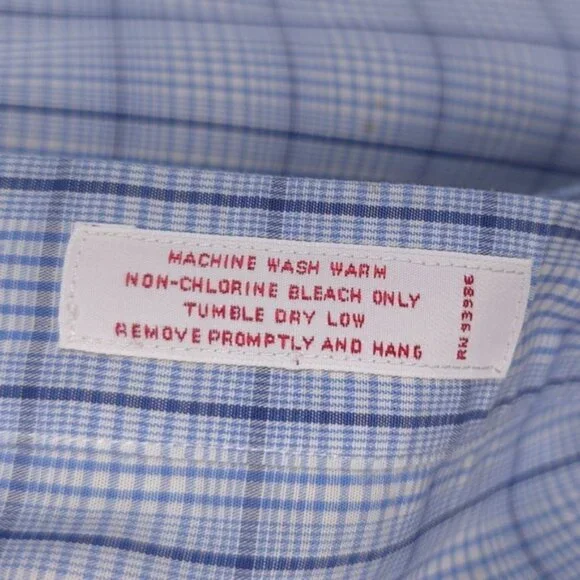 MACHINE WASH WARM
NON-CHLORINE BLEACH ONLY
TUMBLE DRY LOW
REMOVE PROMPTLY AND HANG
RN 93986